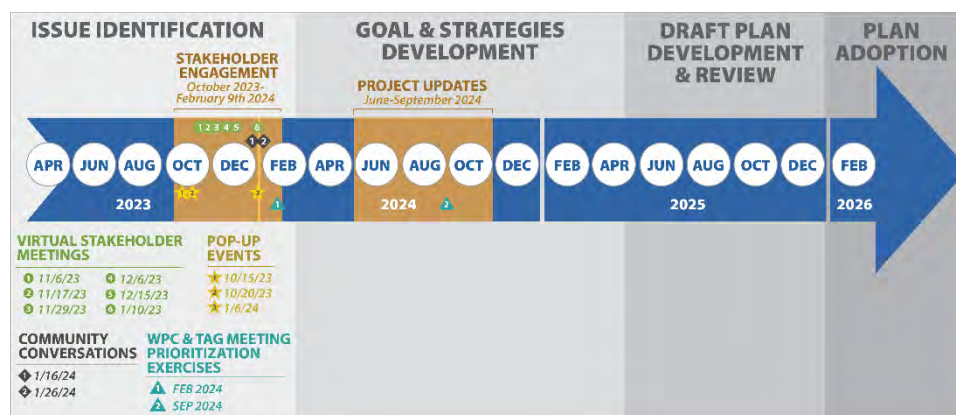 ISSUE IDENTIFICATION
GOAL & STRATEGIES
DEVELOPMENT
DRAFT PLAN
DEVELOPMENT
& REVIEW
PLAN
ADOPTION
STAKEHOLDER
ENGAGEMENT
October 2023-
February 9th 2024
PROJECT UPDATES
June-September 2024
1 2 3 4 5 6
1 2
APR JUN AUG OCT DEC FEB APR JUN AUG OCT DEC FEB APR JUN AUG OCT DEC FEB
1 2 3
1 2
2023 2024 2025 2026
VIRTUAL STAKEHOLDER
MEETINGS
1 11/6/23 4 12/6/23
2 11/17/23 5 12/15/23
3 11/29/23 6 1/10/23
POP-UP
EVENTS
1 10/15/23
2 10/20/23
3 1/6/24
COMMUNITY
CONVERSATIONS
1 1/16/24
2 1/26/24
WPC & TAG MEETING
PRIORITIZATION
EXERCISES
1 FEB 2024
2 SEP 2024